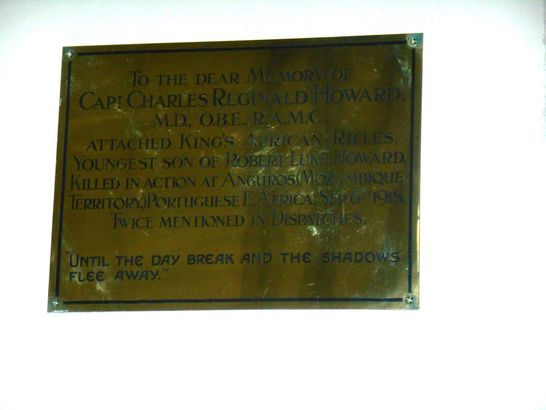 TO THE DEAR MEMORY OF
CAPT CHARLES REGINALD HOWARD,
M.D., O.B.E., R.A.M.C.,
ATTACHED KING'S AFRICAN RIFLES.
YOUNGEST SON OF ROBERT LUKE HOWARD,
KILLED IN ACTION AT ANGUROS (MOZAMBIQUE
TERRITORY,) PORTUGUESE E. AFRICA, SEP. 6TH 1918.
TWICE MENTIONED IN DISPATCHES.
"UNTIL THE DAY BREAK AND THE SHADOWS
FLEE AWAY."